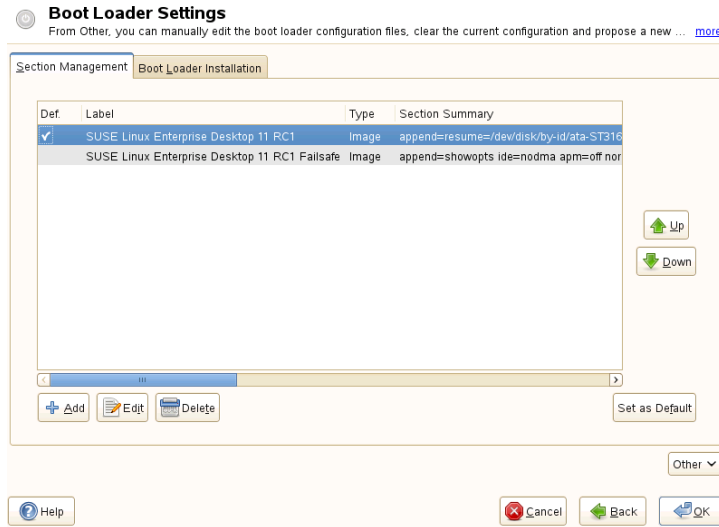 Boot Loader Settings
From Other, you can manually edit the boot loader configuration files, clear the current configuration and propose a new ... more
Section Management Boot Loader Installation
Def. Label Type Section Summary
SUSE Linux Enterprise Desktop 11 RC1 Image append=resume=/dev/disk/by-id/ata-ST316
SUSE Linux Enterprise Desktop 11 RC1 Failsafe Image append=showopts ide=nodma apm=off nor
Up
Down
Add Edit Delete Set as Default
Other
Help Cancel Back OK